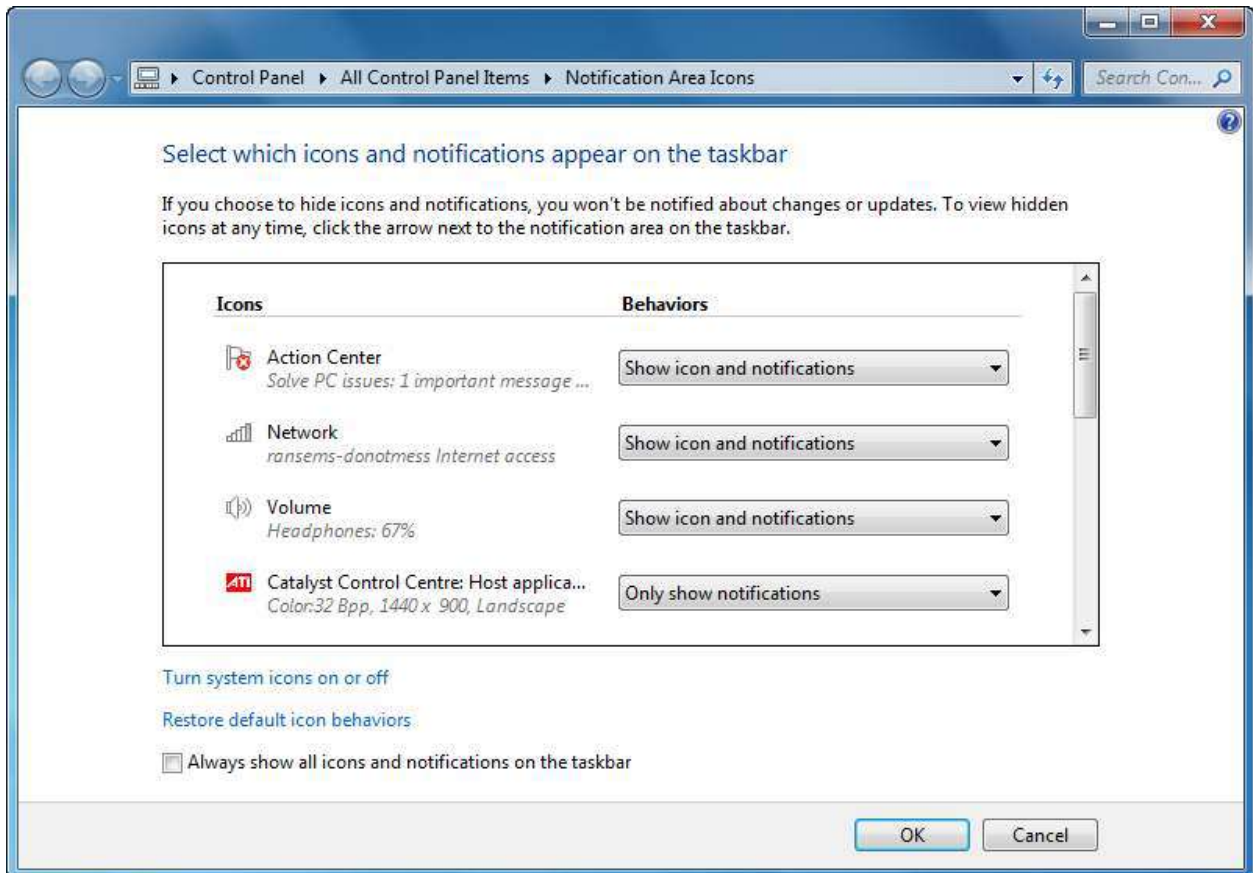 Control Panel ▸ All Control Panel Items ▸ Notification Area Icons
Search Con...
Select which icons and notifications appear on the taskbar
If you choose to hide icons and notifications, you won't be notified about changes or updates. To view hidden
icons at any time, click the arrow next to the notification area on the taskbar.
Icons Behaviors
Action Center
Solve PC issues: 1 important message ...
Show icon and notifications
Network
ransems-donotmess Internet access
Show icon and notifications
Volume
Headphones: 67%
Show icon and notifications
ATI
Catalyst Control Centre: Host applica...
Color:32 Bpp, 1440 x 900, Landscape
Only show notifications
Turn system icons on or off
Restore default icon behaviors
Always show all icons and notifications on the taskbar
OK Cancel